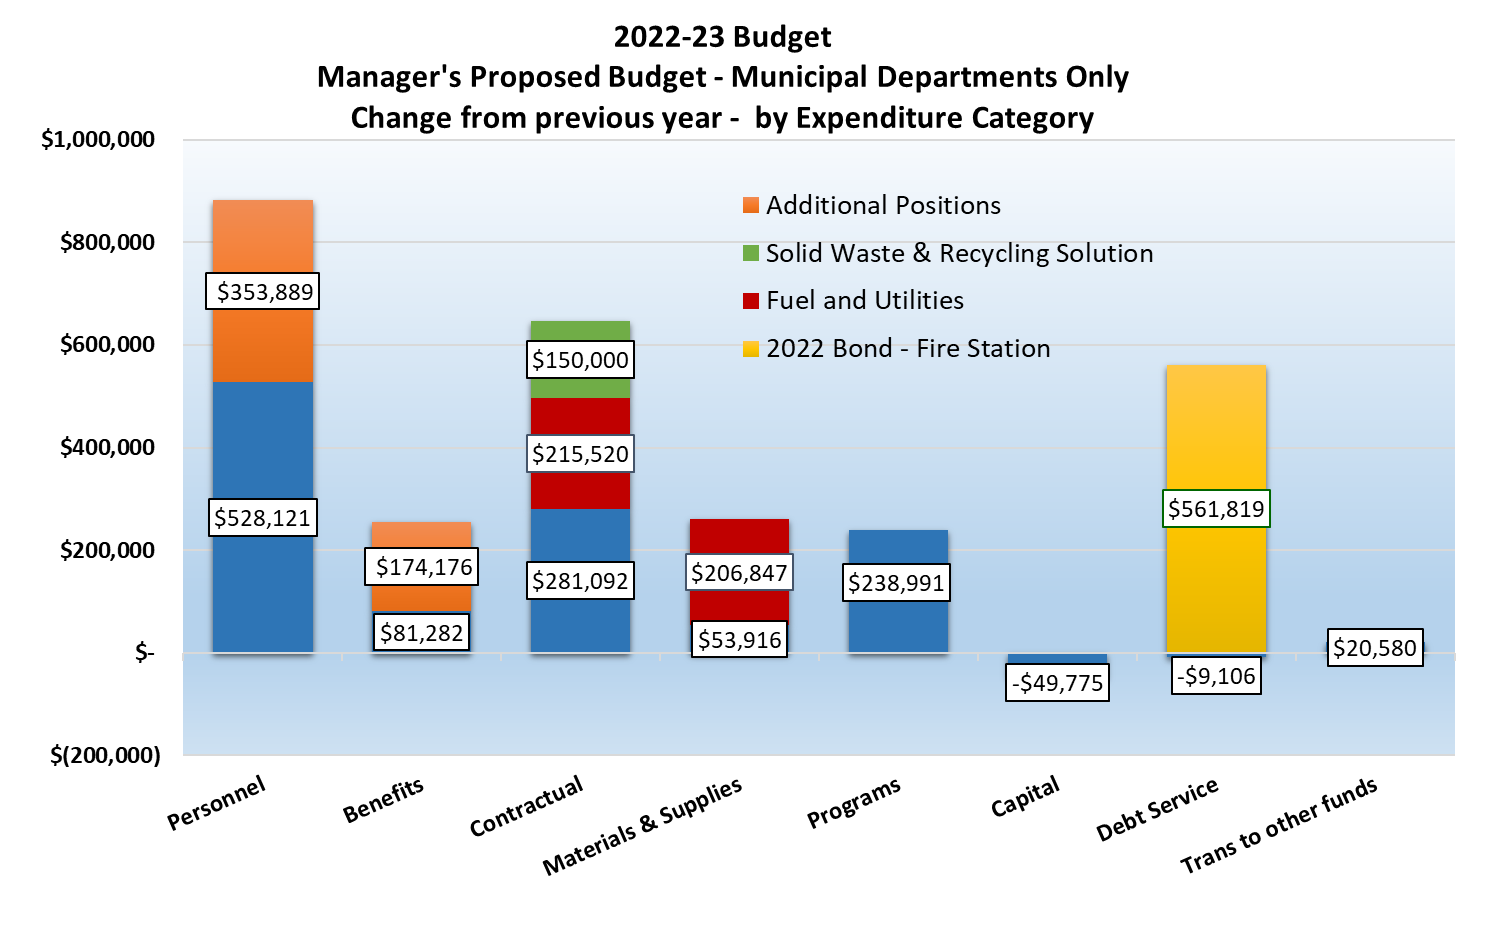 2022-23 Budget
Manager's Proposed Budget - Municipal Departments Only
Change from previous year -  by Expenditure Category
$1,000,000
$800,000
$600,000
$400,000
$200,000
$-
$(200,000)
Additional Positions
Solid Waste & Recycling Solution
Fuel and Utilities
2022 Bond - Fire Station
$353,889
$528,121
$174,176
$81,282
$150,000
$215,520
$281,092
$206,847
$53,916
$238,991
-$49,775
$561,819
-$9,106
$20,580
Personnel
Benefits
Contractual
Materials & Supplies
Programs
Capital
Debt Service
Trans to other funds